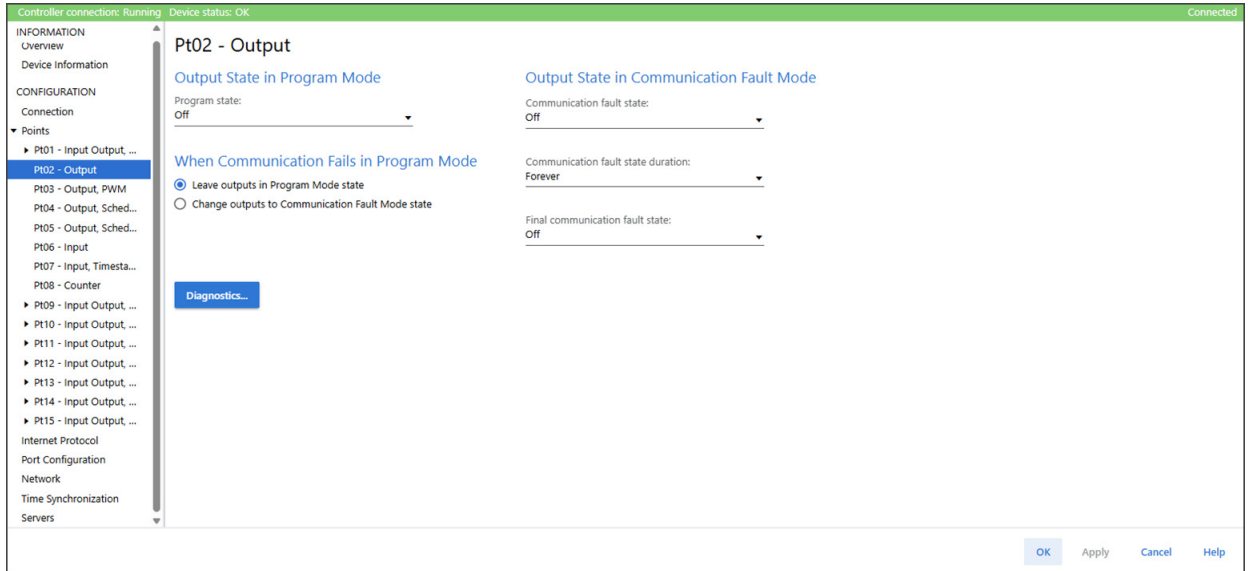 Controller connection: Running Device status: OK Connected
INFORMATION
Overview
Device Information
CONFIGURATION
Connection
Points
Pt01 - Input Output, ...
Pt02 - Output
Pt03 - Output, PWM
Pt04 - Output, Sched...
Pt05 - Output, Sched...
Pt06 - Input
Pt07 - Input, Timesta...
Pt08 - Counter
Pt09 - Input Output, ...
Pt10 - Input Output, ...
Pt11 - Input Output, ...
Pt12 - Input Output, ...
Pt13 - Input Output, ...
Pt14 - Input Output, ...
Pt15 - Input Output, ...
Internet Protocol
Port Configuration
Network
Time Synchronization
Servers
Pt02 - Output
Output State in Program Mode
Program state:
Off
When Communication Fails in Program Mode
Leave outputs in Program Mode state
Change outputs to Communication Fault Mode state
Diagnostics...
Output State in Communication Fault Mode
Communication fault state:
Off
Communication fault state duration:
Forever
Final communication fault state:
Off
OK Apply Cancel Help